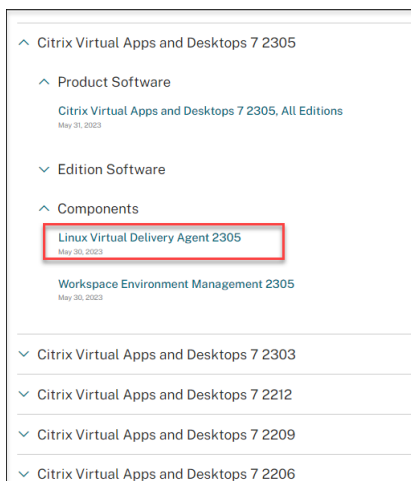 Citrix Virtual Apps and Desktops 7 2305
Product Software
Citrix Virtual Apps and Desktops 7 2305, All Editions
May 31, 2023
Edition Software
Components
Linux Virtual Delivery Agent 2305
May 30, 2023
Workspace Environment Management 2305
May 30, 2023
Citrix Virtual Apps and Desktops 7 2303
Citrix Virtual Apps and Desktops 7 2212
Citrix Virtual Apps and Desktops 7 2209
Citrix Virtual Apps and Desktops 7 2206